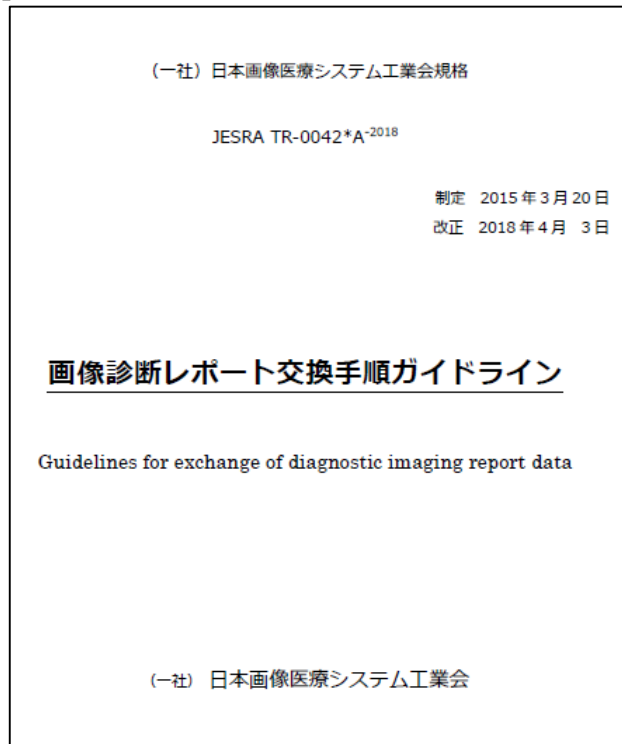 （一社）日本画像医療システム工業会規格
JESRA TR-0042*A-2018
制定 2015年3月20日
改正 2018年4月 3日
画像診断レポート交換手順ガイドライン
Guidelines for exchange of diagnostic imaging report data
（一社） 日本画像医療システム工業会